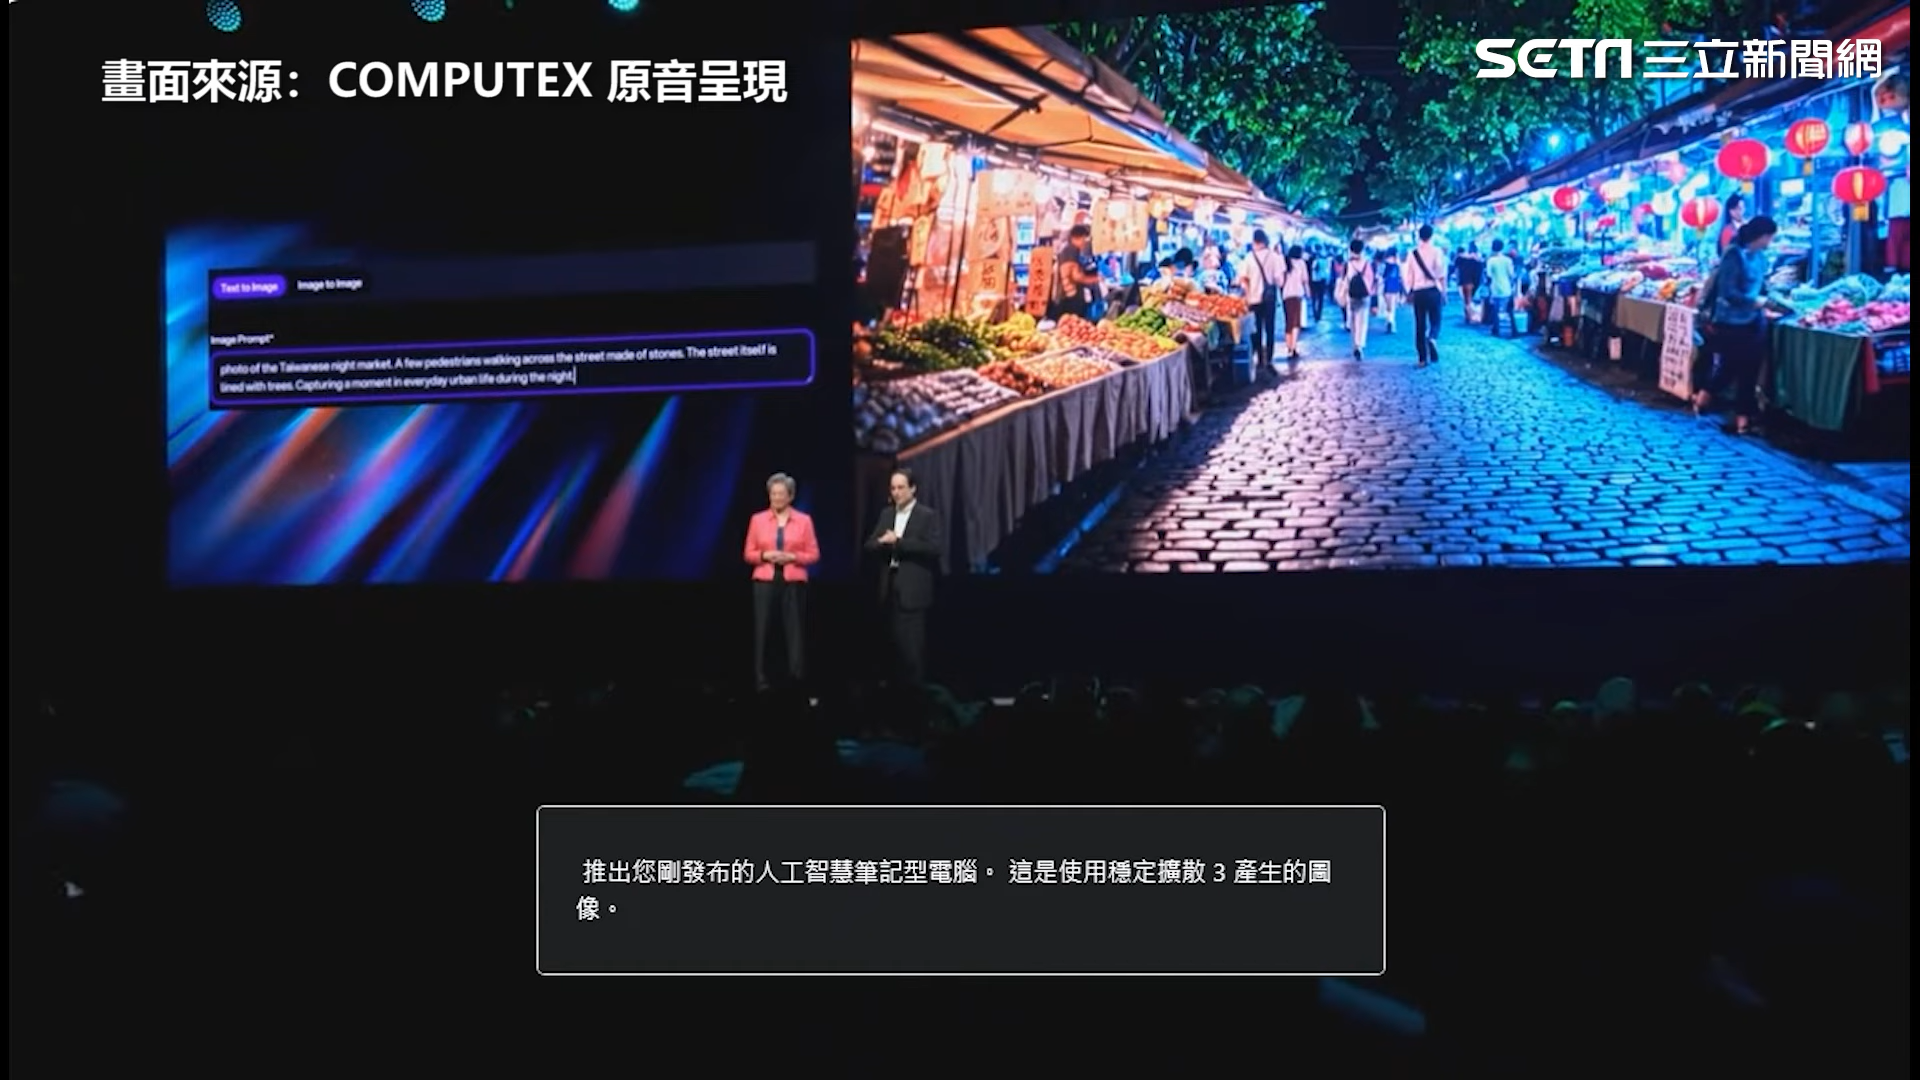 畫面來源：COMPUTEX 原音呈現
SETN三立新聞網
Text to Image
Image to Image
Image Prompt*
photo of the Taiwanese night market. A few pedestrians walking across the street made of stones. The street itself is
lined with trees. Capturing a moment in everyday urban life during the night.
推出您剛發布的人工智慧筆記型電腦。 這是使用穩定擴散 3 產生的圖
像。